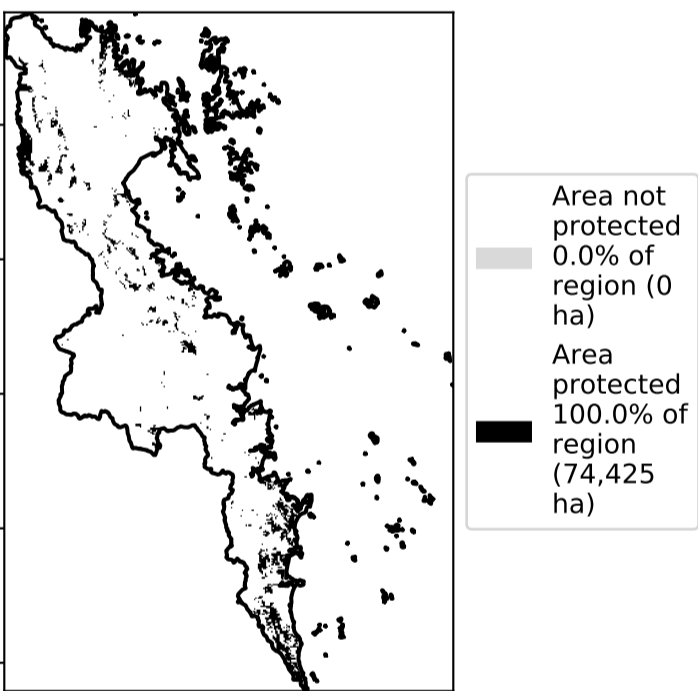 Area not
protected
0.0% of
region (0
ha)
Area
protected
100.0% of
region
(74,425
ha)